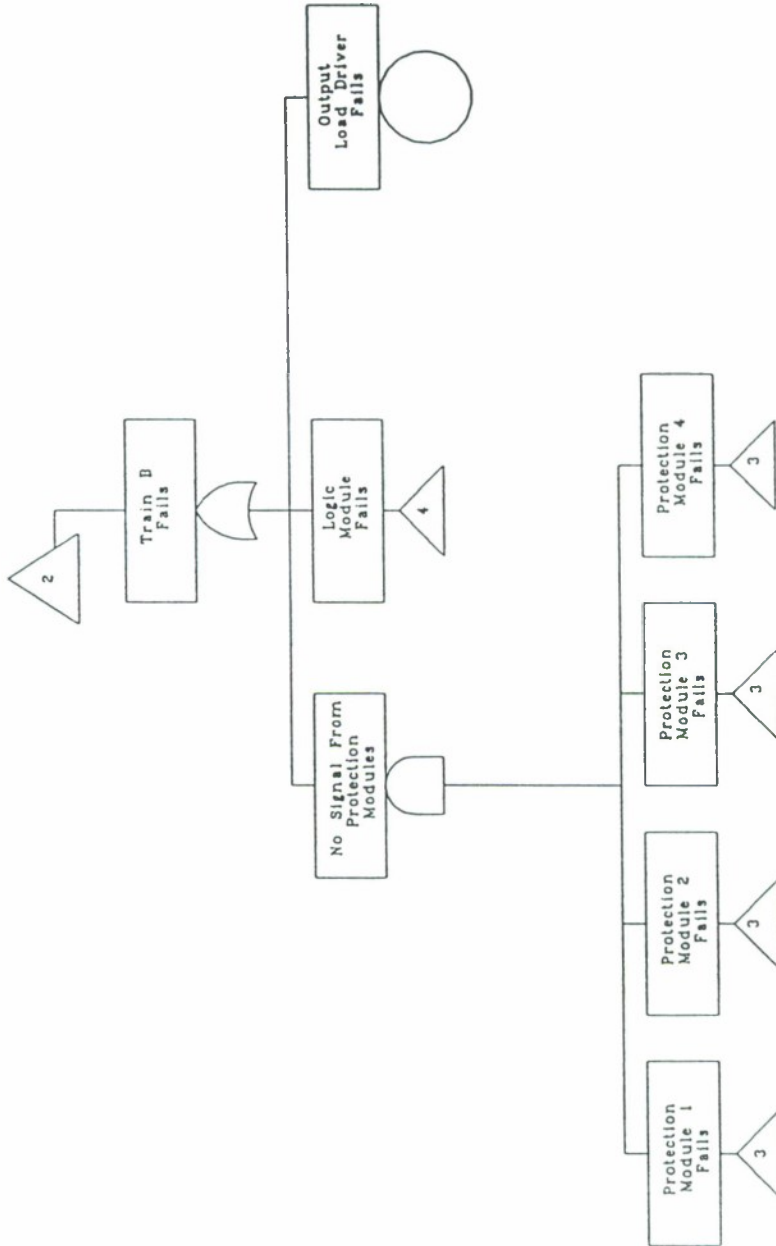 2
Train B
Fails
No Signal From
Protection
Modules
Logic
Module
Fails
4
Output
Load Driver
Fails
Protection
Module 1
Fails
3
Protection
Module 2
Fails
3
Protection
Module 3
Fails
3
Protection
Module 4
Fails
3